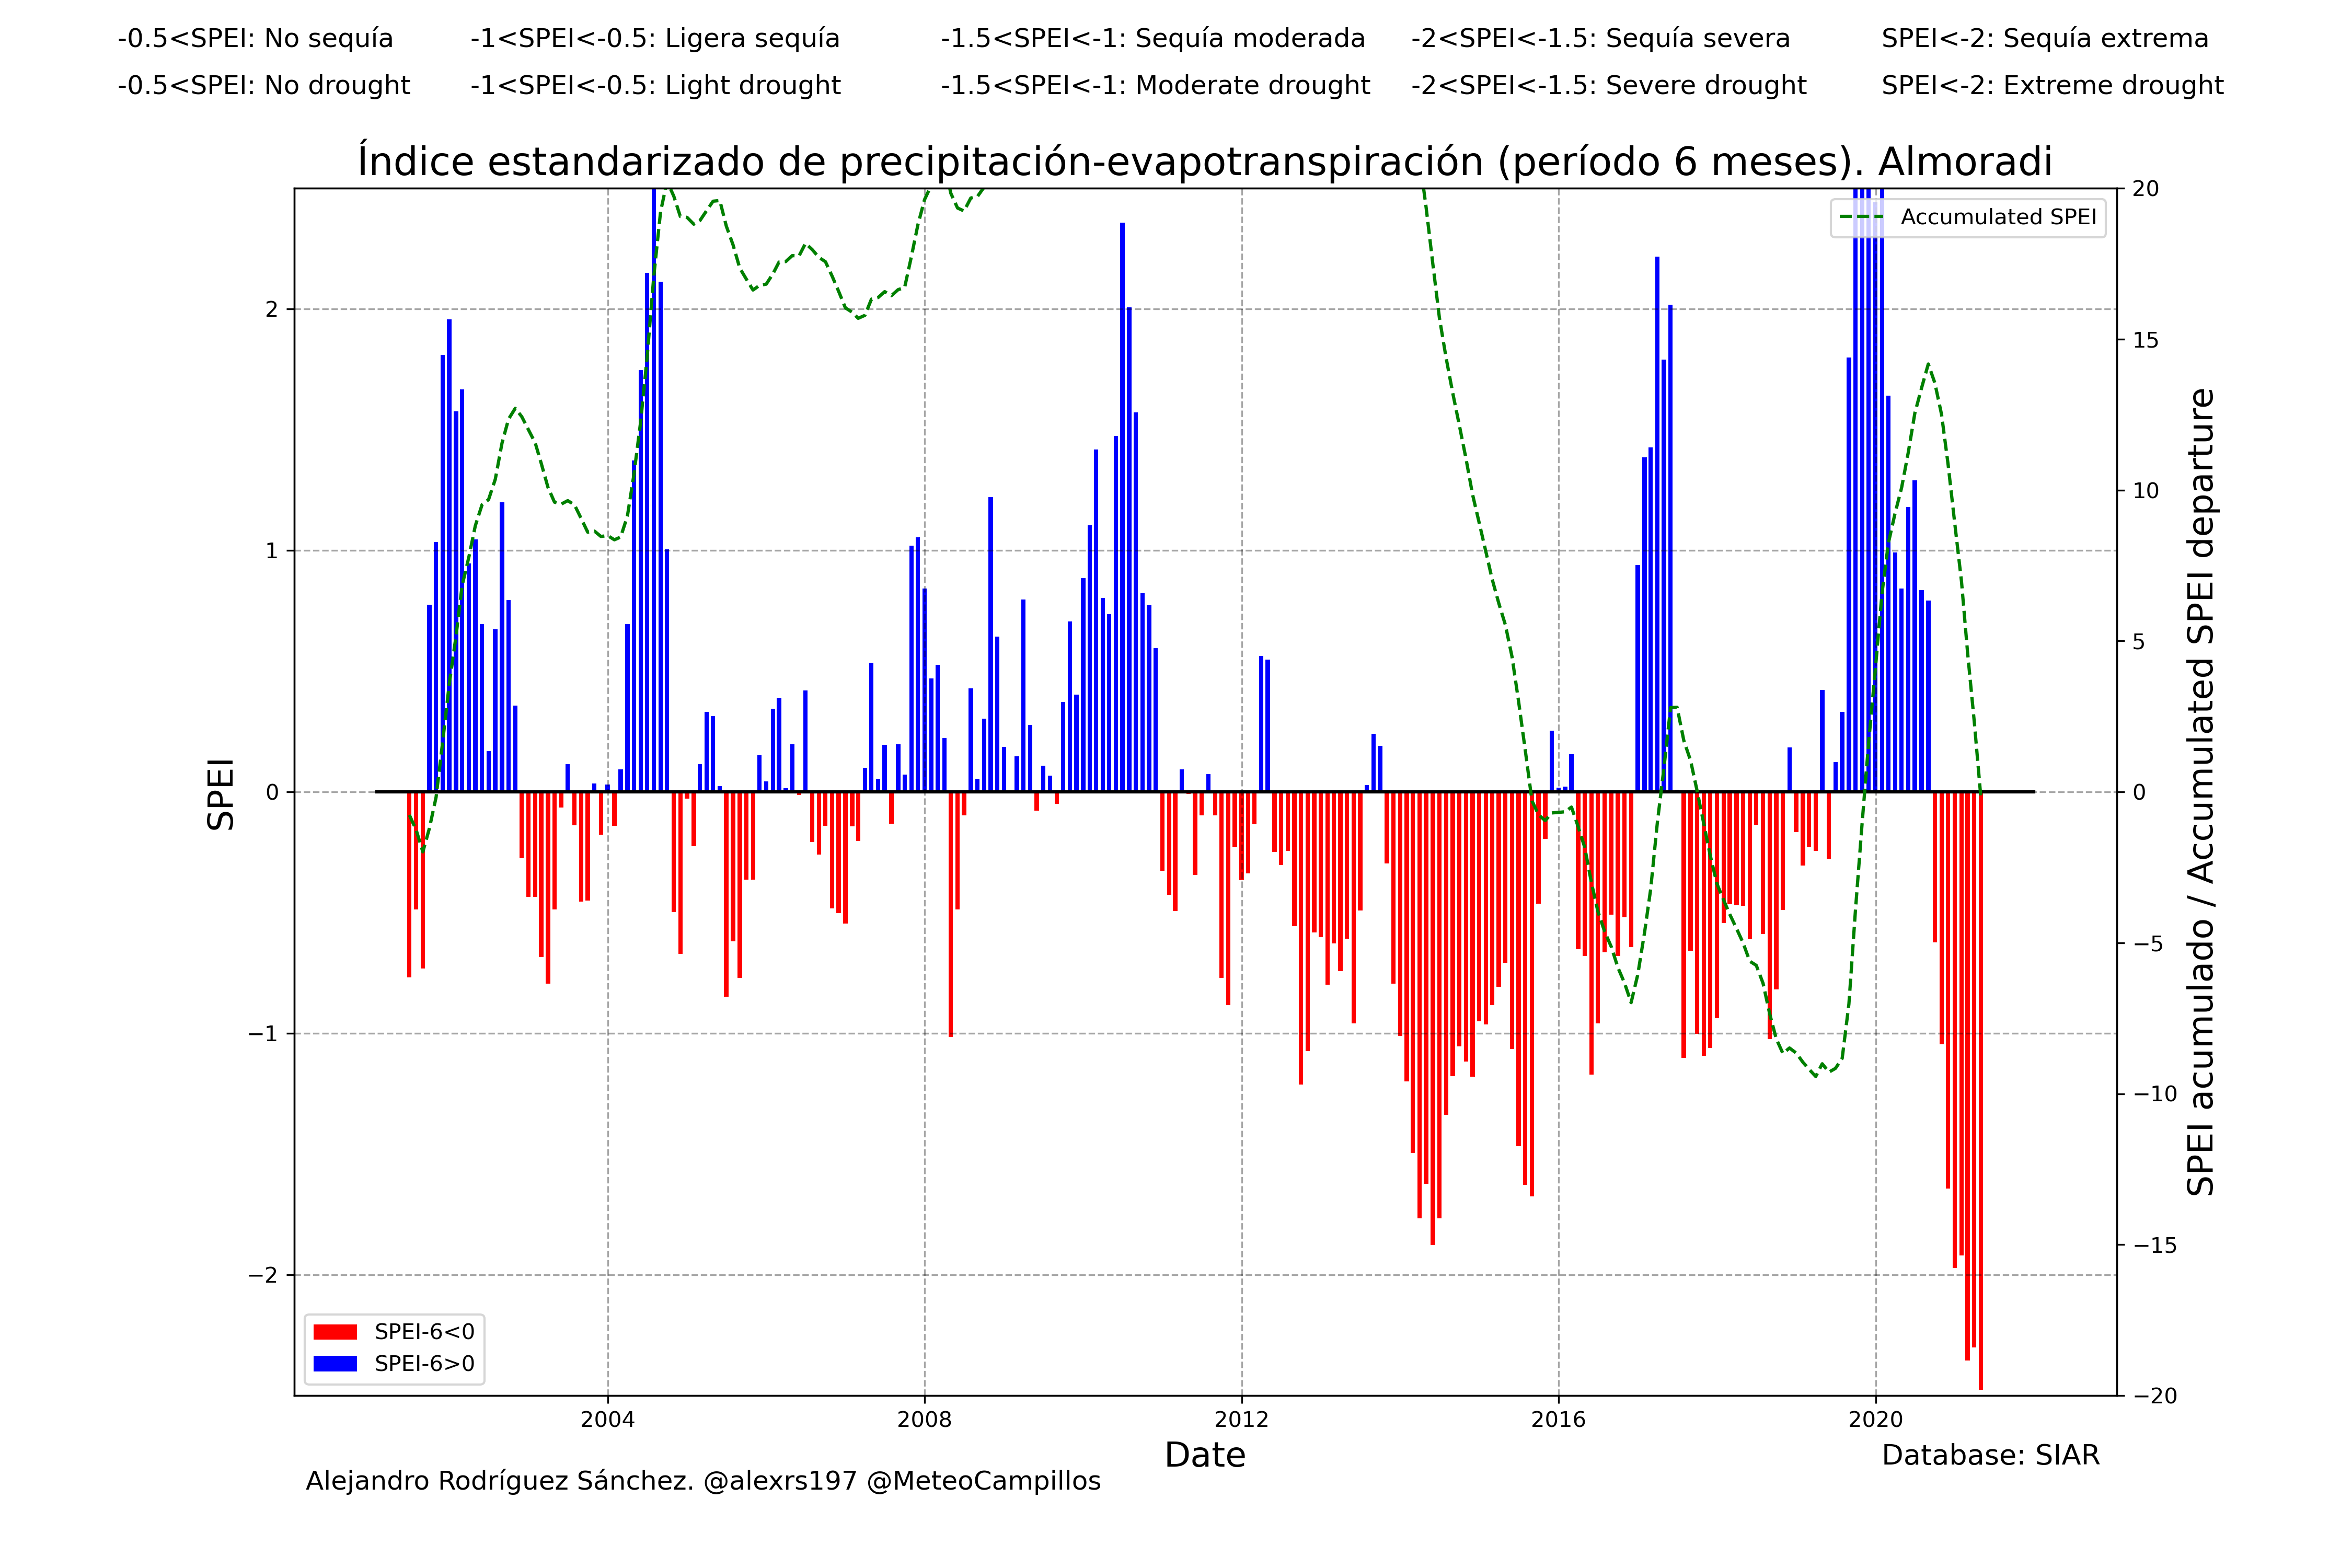 -0.5<SPEI: No sequía -1<SPEI<-0.5: Ligera sequía -1.5<SPEI<-1: Sequía moderada -2<SPEI<-1.5: Sequía severa SPEI<-2: Sequía extrema
-0.5<SPEI: No drought -1<SPEI<-0.5: Light drought -1.5<SPEI<-1: Moderate drought -2<SPEI<-1.5: Severe drought SPEI<-2: Extreme drought
Índice estandarizado de precipitación-evapotranspiración (período 6 meses). Almoradi
SPEI
2
1
0
−1
−2
Accumulated SPEI
20
15
10
5
0
−5
−10
−15
−20
SPEI acumulado / Accumulated SPEI departure
SPEI-6<0
SPEI-6>0
2004 2008 2012 2016 2020
Date
Database: SIAR
Alejandro Rodríguez Sánchez. @alexrs197 @MeteoCampillos